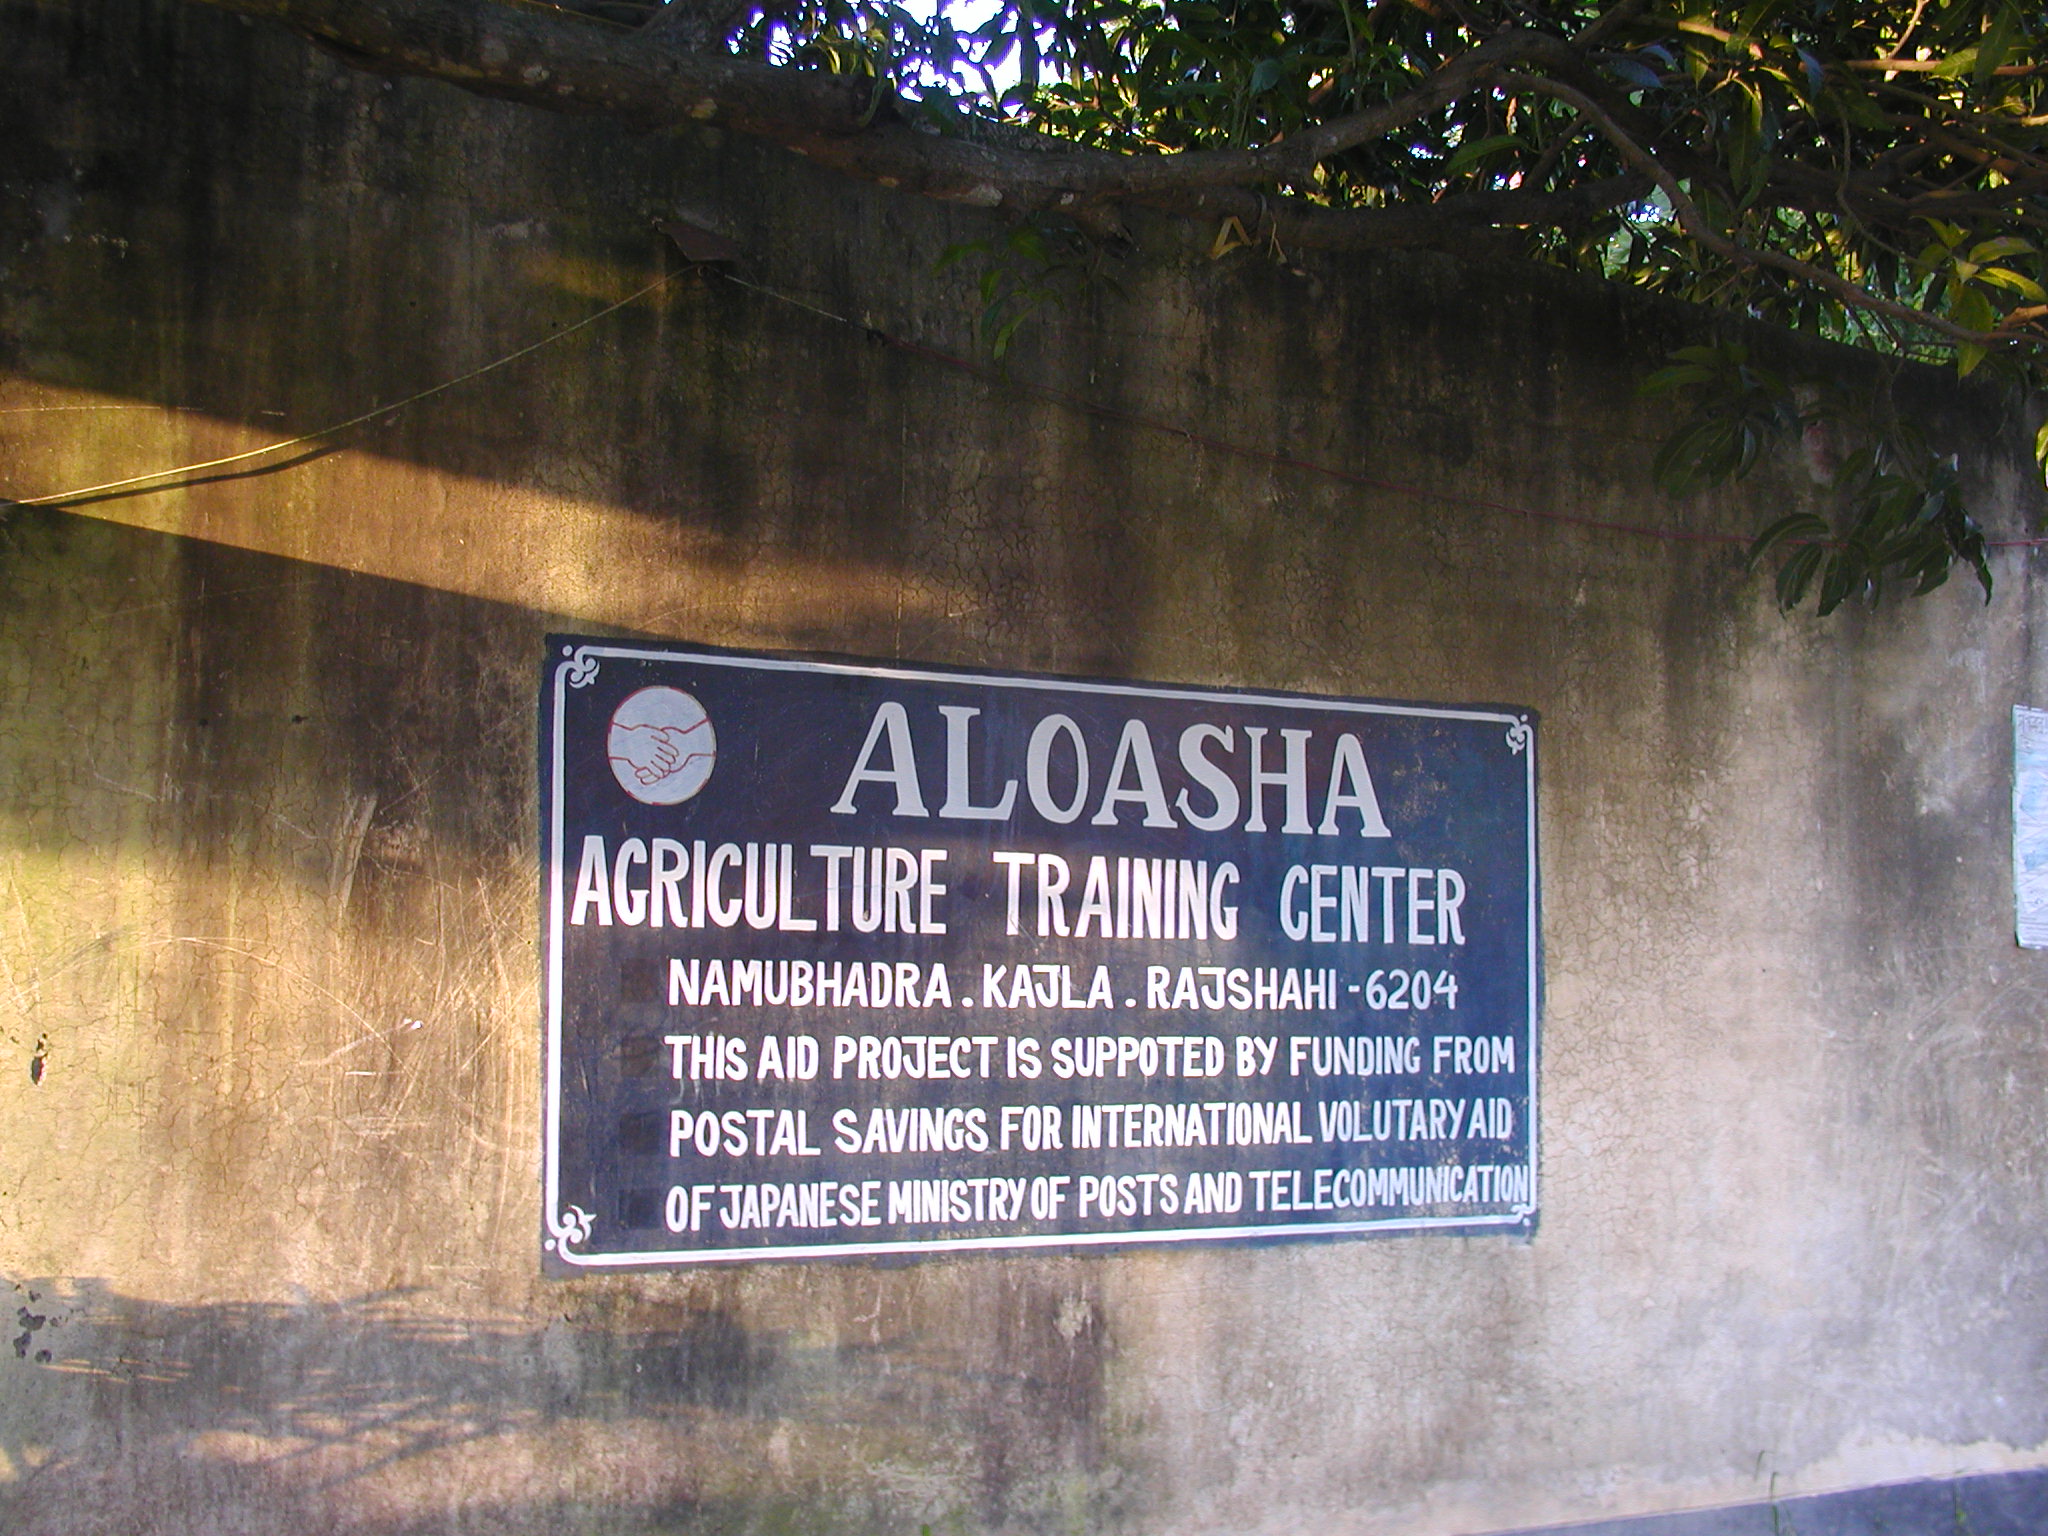 ALOASHA
AGRICULTURE TRAINING CENTER
NAMUBHADRA. KAJLA. RAJSHAHI-6204
THIS AID PROJECT IS SUPPOTED BY FUNDING FROM
POSTAL SAVINGS FOR INTERNATIONAL VOLUTARY AID
OF JAPANESE MINISTRY OF POSTS AND TELECOMMUNICATION